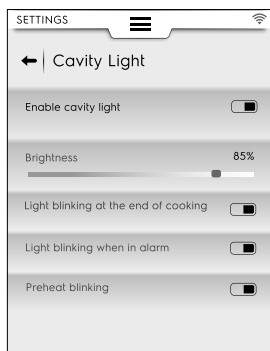 SETTINGS
Cavity Light
Enable cavity light
Brightness 85%
Light blinking at the end of cooking
Light blinking when in alarm
Preheat blinking